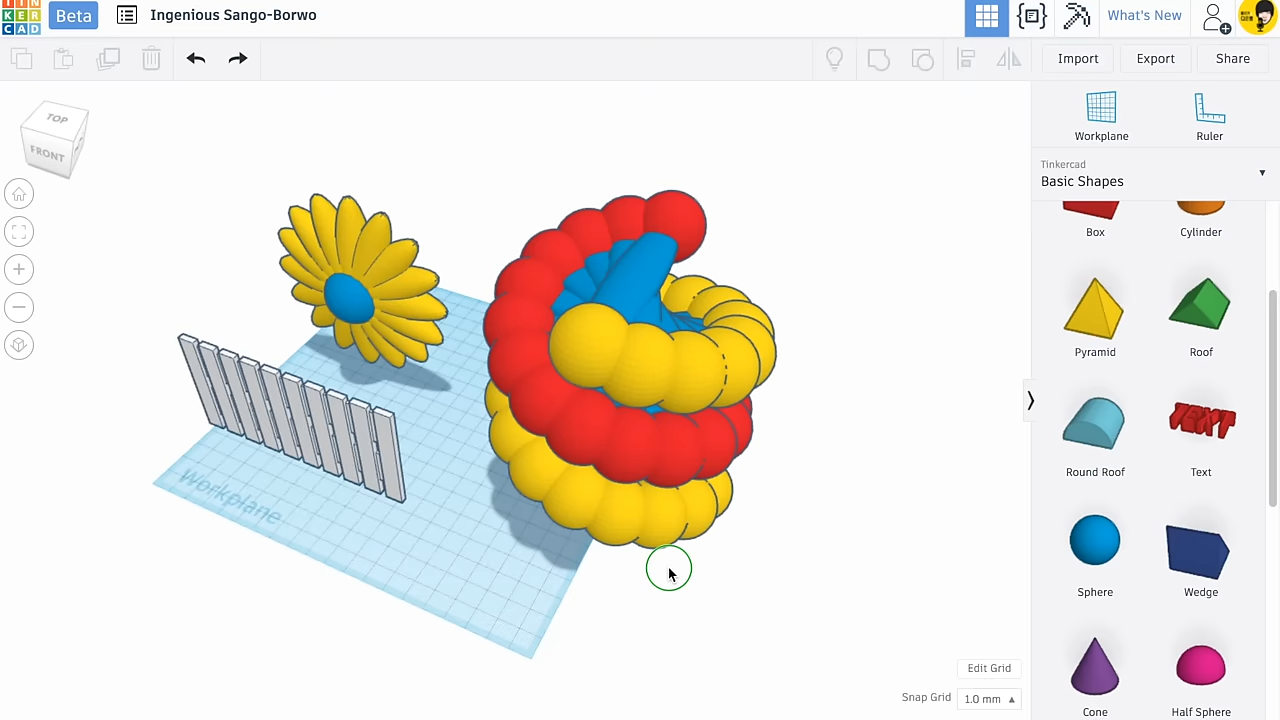 TIN
KER
CAD
Beta
Ingenious Sango-Borwo
What's New
Import
Export
Share
TOP
FRONT
Workplane
Ruler
Tinkercad
Basic Shapes
Box
Cylinder
Pyramid
Roof
TEXT
Round Roof
Text
Sphere
Wedge
Cone
Half Sphere
Workplane
Edit Grid
Snap Grid
1.0 mm